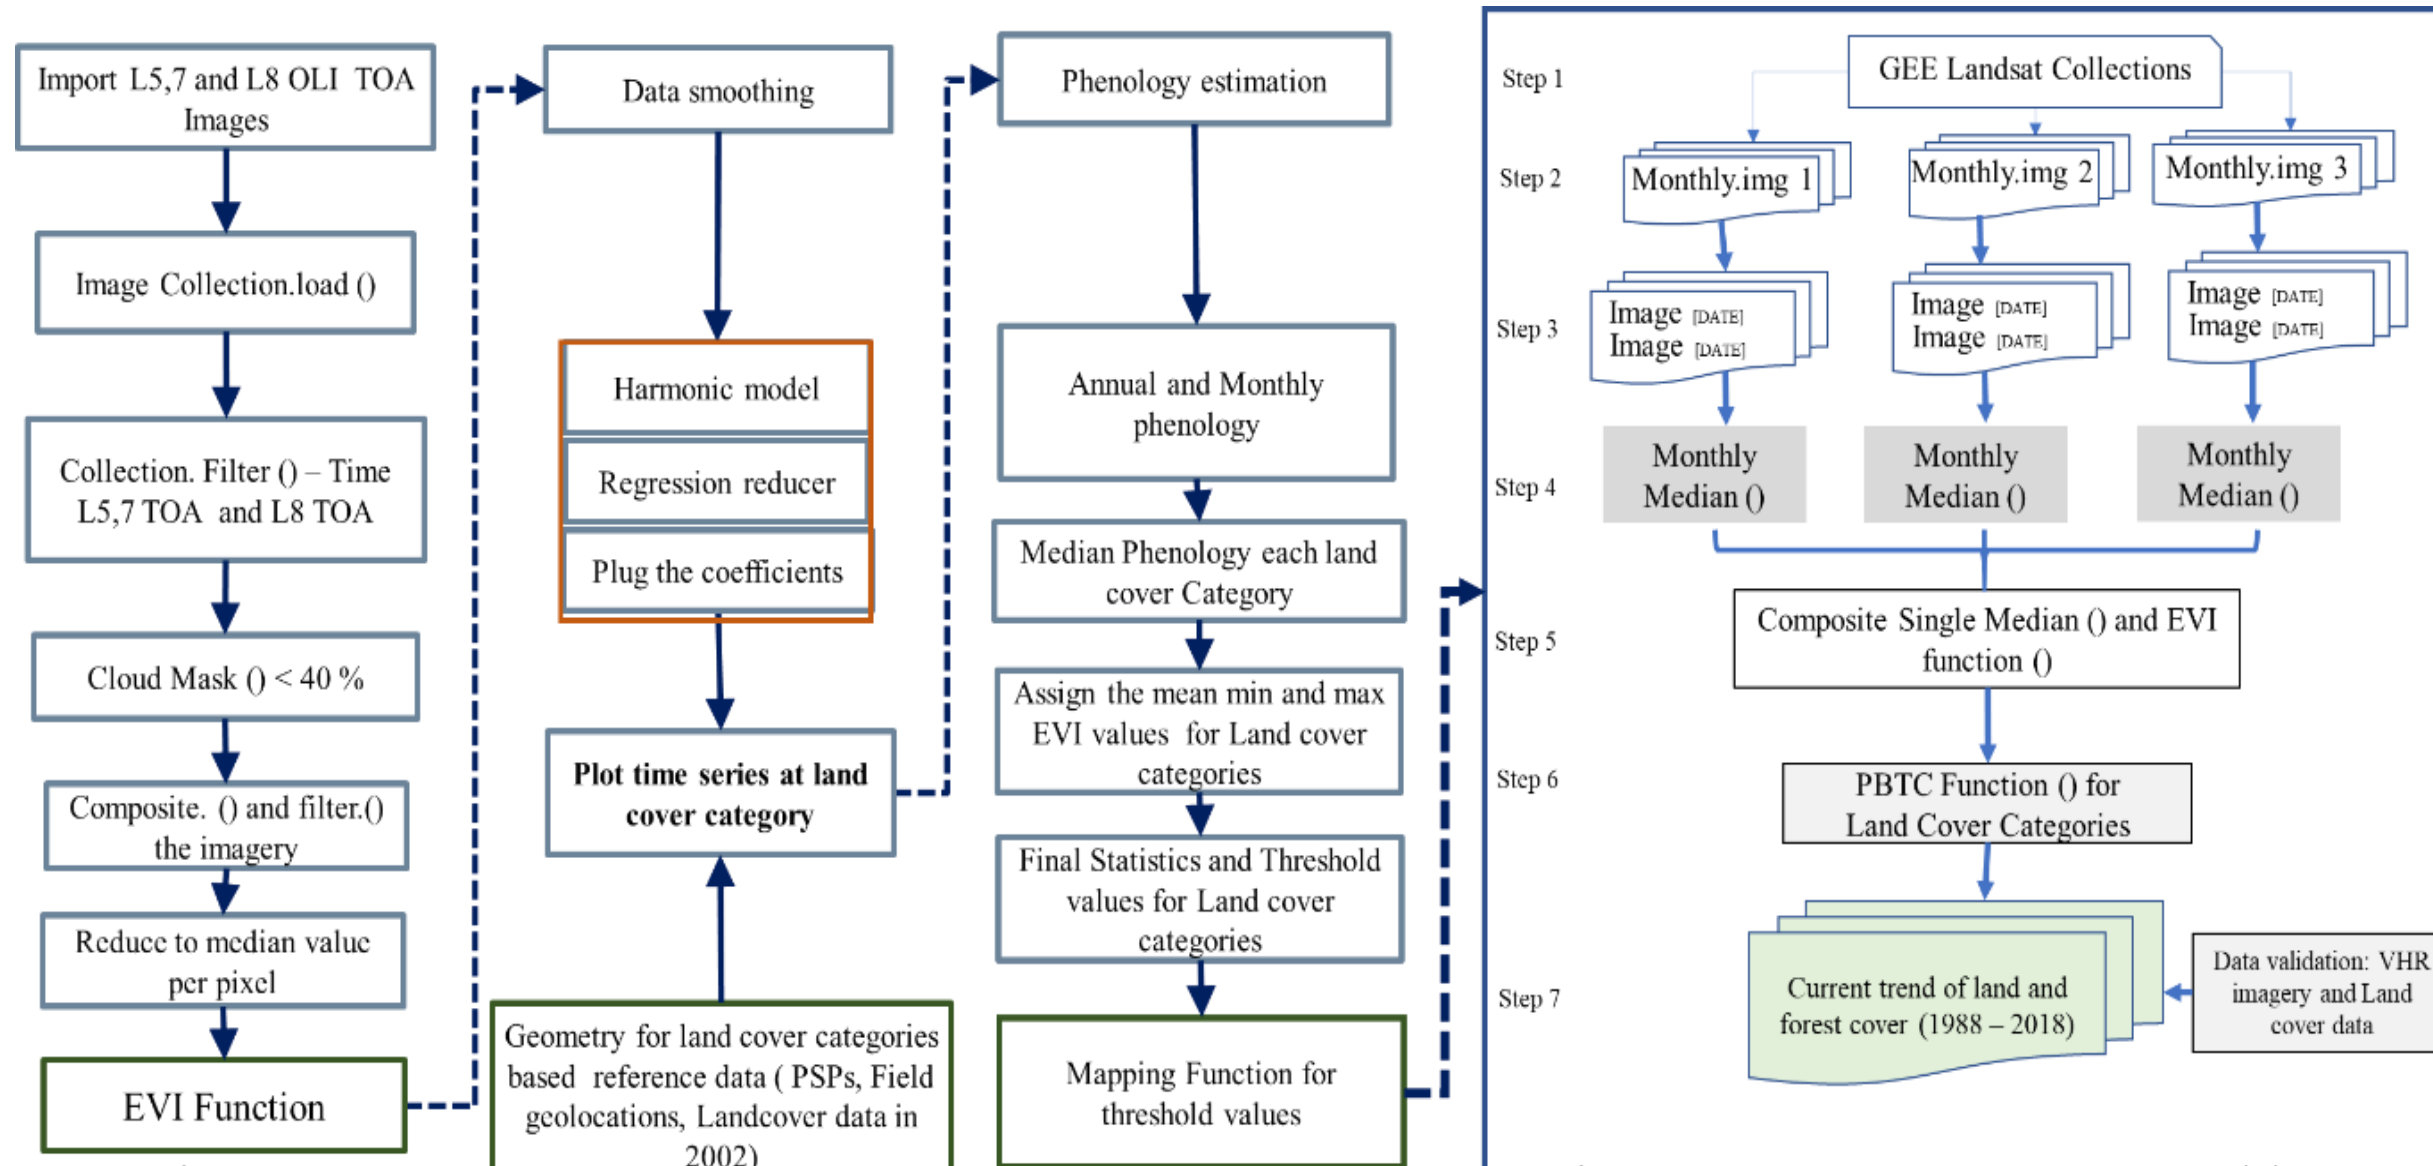 Import L5,7 and L8 OLI TOA
Images
Image Collection.load ()
Collection. Filter () – Time
L5,7 TOA and L8 TOA
Cloud Mask () < 40 %
Composite. () and filter.()
the imagery
Reduce to median value
per pixel
EVI Function
Data smoothing
Harmonic model
Regression reducer
Plug the coefficients
Plot time series at land
cover category
Geometry for land cover categories
based reference data ( PSPs, Field
geolocations, Landcover data in
2002)
Phenology estimation
Annual and Monthly
phenology
Median Phenology each land
cover Category
Assign the mean min and max
EVI values for Land cover
categories
Final Statistics and Threshold
values for Land cover
categories
Mapping Function for
threshold values
Step 1
GEE Landsat Collections
Step 2
Monthly.img 1
Monthly.img 2
Monthly.img 3
Step 3
Image [DATE]
Image [DATE]
Image [DATE]
Image [DATE]
Image [DATE]
Image [DATE]
Step 4
Monthly
Median ()
Monthly
Median ()
Monthly
Median ()
Step 5
Composite Single Median () and EVI
function ()
Step 6
PBTC Function () for
Land Cover Categories
Step 7
Current trend of land and
forest cover (1988 – 2018)
Data validation: VHR
imagery and Land
cover data